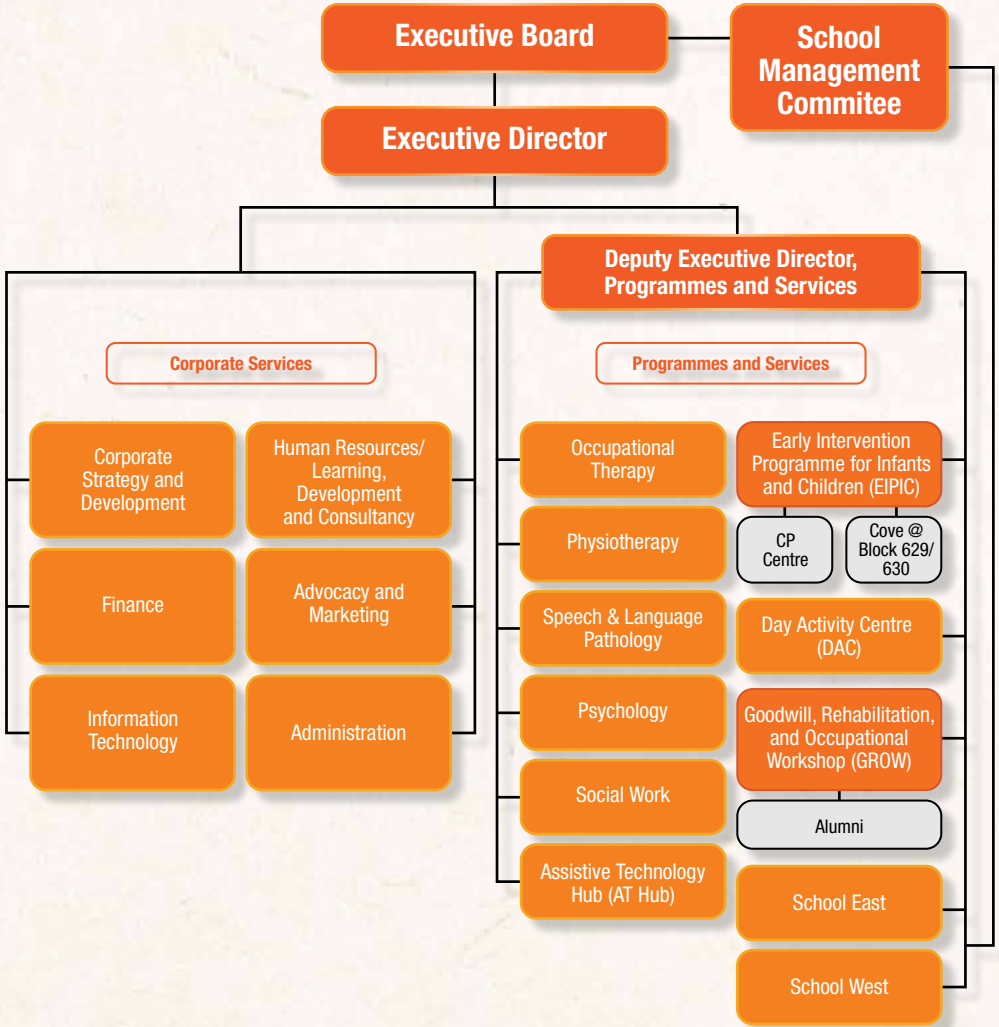 Executive Board
School
Management
Commitee
Executive Director
Deputy Executive Director,
Programmes and Services
Corporate Services
Corporate
Strategy and
Development
Human Resources/
Learning,
Development
and Consultancy
Finance
Advocacy and
Marketing
Information
Technology
Administration
Programmes and Services
Occupational
Therapy
Physiotherapy
Speech & Language
Pathology
Psychology
Social Work
Assistive Technology
Hub (AT Hub)
Early Intervention
Programme for Infants
and Children (EIPIC)
CP
Centre
Cove @
Block 629/
630
Day Activity Centre
(DAC)
Goodwill, Rehabilitation,
and Occupational
Workshop (GROW)
Alumni
School East
School West